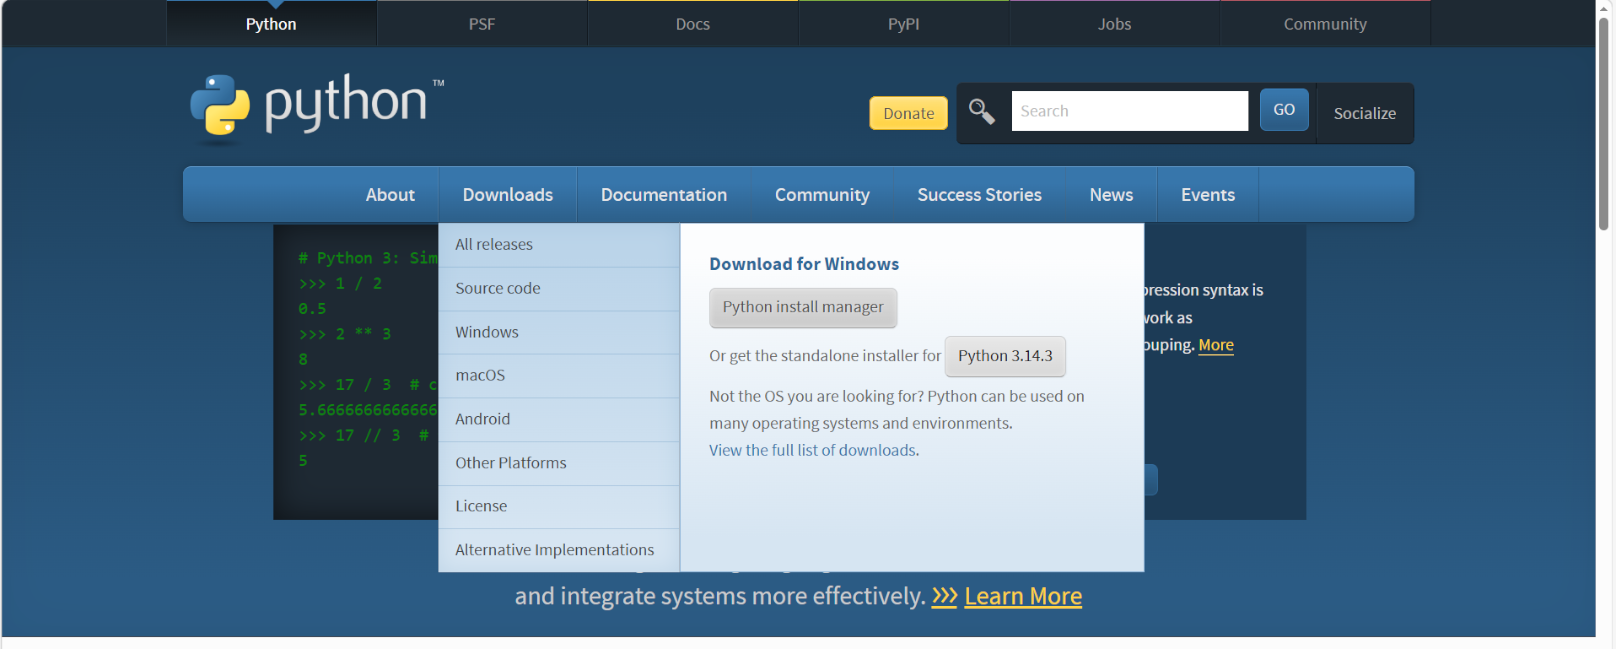 Python PSF Docs PyPI Jobs Community
python™
Donate Search GO Socialize
About Downloads Documentation Community Success Stories News Events
# Python 3: Sim
>>> 1 / 2
0.5
>>> 2 ** 3
8
>>> 17 / 3 # c
5.6666666666666
>>> 17 // 3 #
5
All releases
Source code
Windows
macOS
Android
Other Platforms
License
Alternative Implementations
Download for Windows
Python install manager
Or get the standalone installer for Python 3.14.3
Not the OS you are looking for? Python can be used on
many operating systems and environments.
View the full list of downloads.
pression syntax is
ork as
ouping. More
and integrate systems more effectively. >>> Learn More